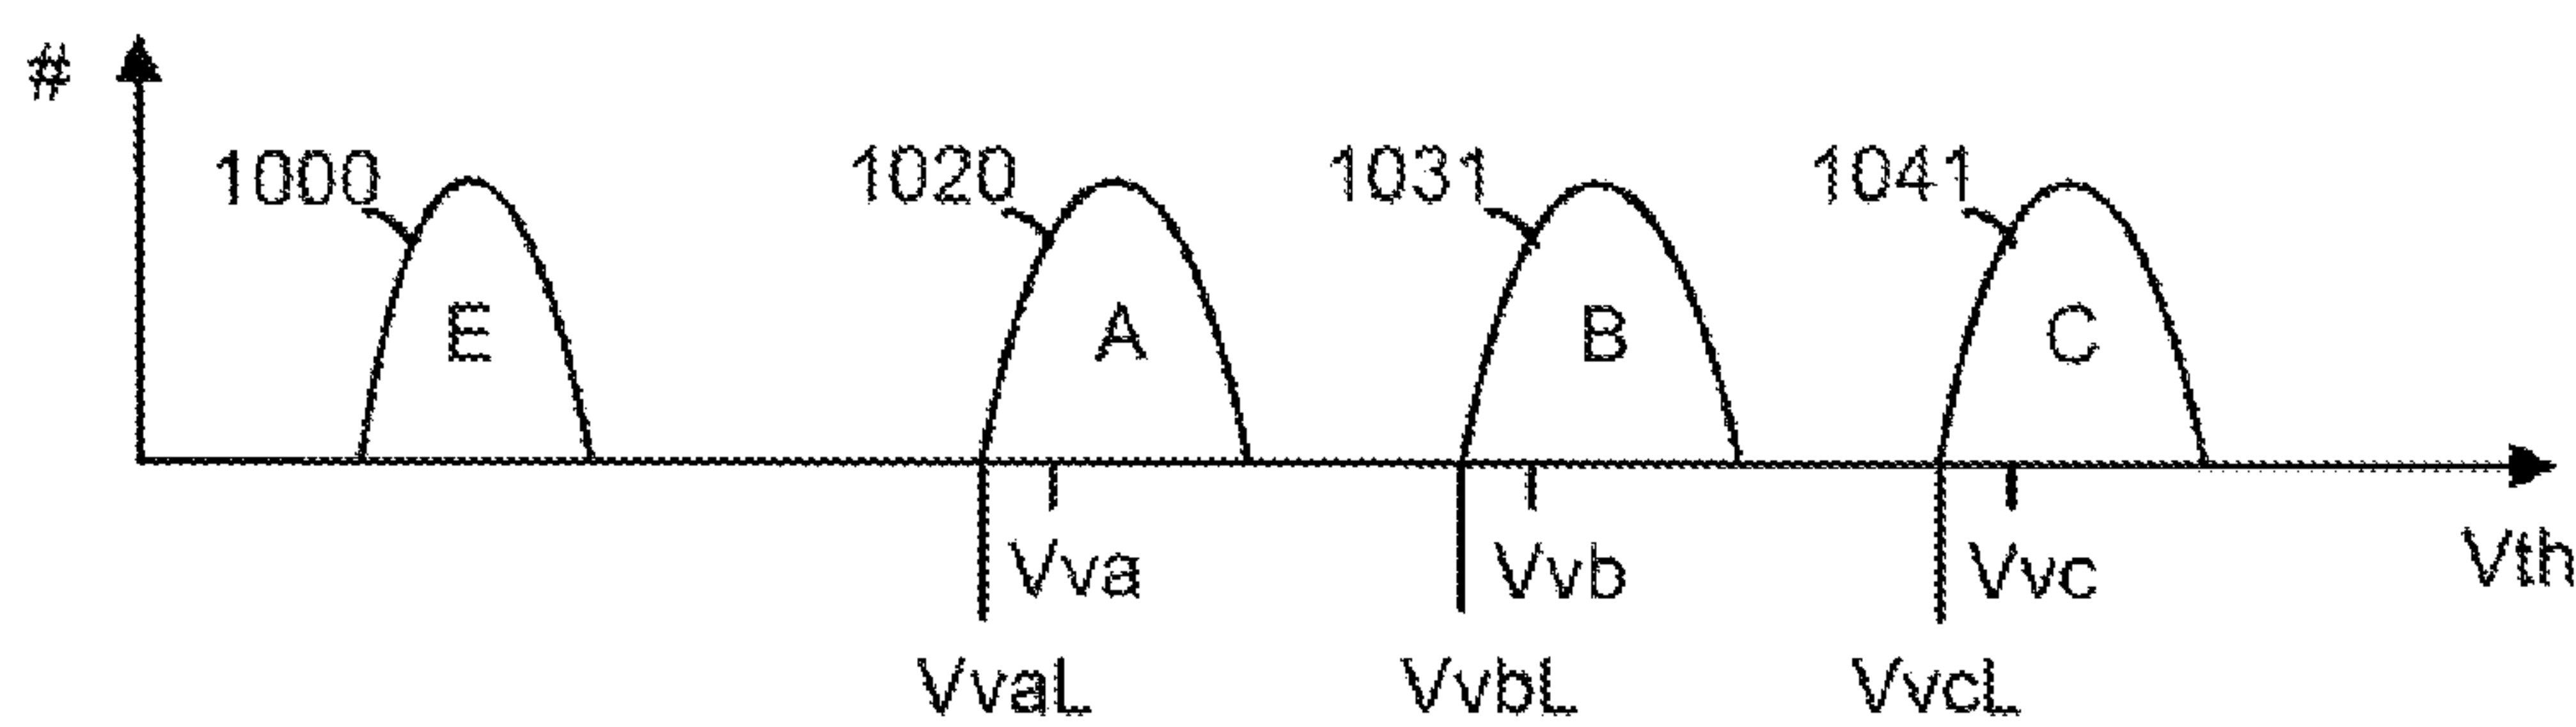 #
1000 1020 1031 1041
E A B C
Vva Vvb Vvc Vth
VvaL VvbL VvcL